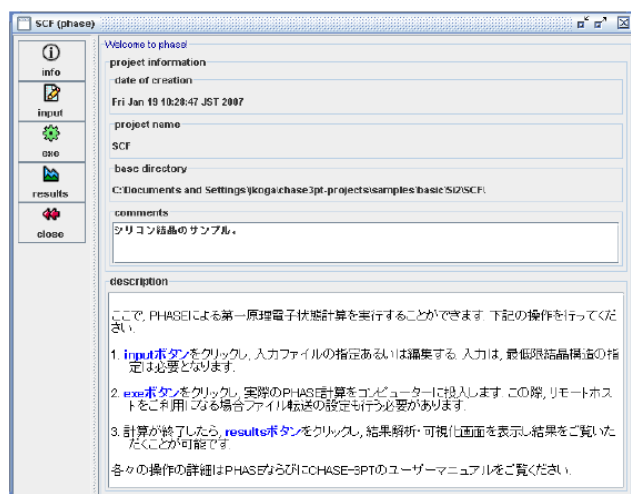 SCF (phase)
info
input
exe
results
close
Welcome to phase!
project information
date of creation
Fri Jan 19 10:28:47 JST 2007
project name
SCF
base directory
C:\Documents and Settings\jkoga\chase3pt-projects\samples\basic\Si2\SCF\
comments
シリコン結晶のサンプル。
description
ここで, PHASEによる第一原理電子状態計算を実行することができます. 下記の操作を行ってくだ
さい.
1. inputボタンをクリックし, 入力ファイルの指定あるいは編集する. 入力は, 最低限結晶構造の指
定は必要となります.
2. exeボタンをクリックし, 実際のPHASE計算をコンピューターに投入します. この際, リモートホス
トをご利用になる場合ファイル転送の設定も行う必要があります.
3. 計算が終了したら, resultsボタンをクリックし, 結果解析・可視化画面を表示し結果をご覧いた
だくことが可能です.
各々の操作の詳細はPHASEならびにCHASE-3PTのユーザーマニュアルをご覧ください.